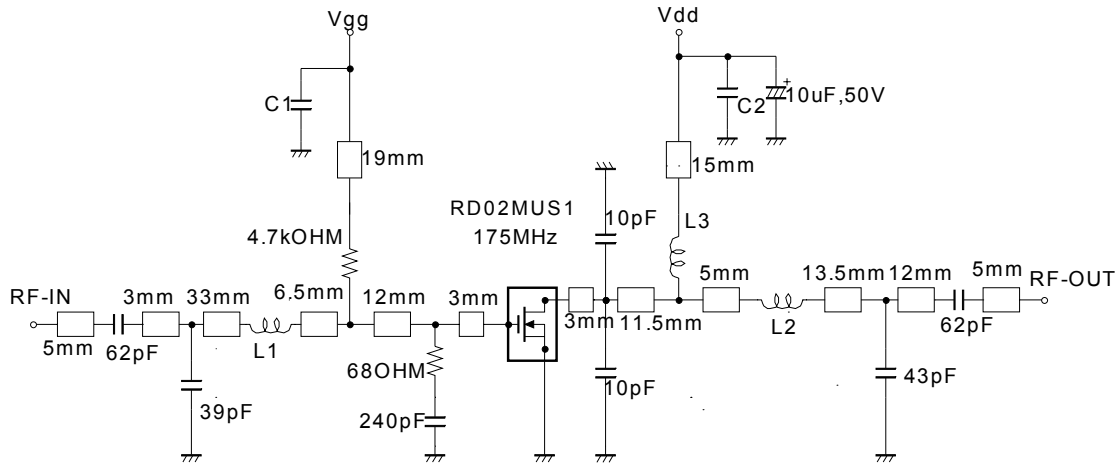 Vgg
Vdd
C1
C2
10uF,50V
+
19mm
15mm
RD02MUS1
175MHz
10pF
L3
4.7kOHM
RF-IN
3mm
33mm
6.5mm
12mm
3mm
3mm
11.5mm
5mm
13.5mm
12mm
5mm
RF-OUT
5mm
62pF
L1
L2
62pF
68OHM
10pF
43pF
39pF
240pF